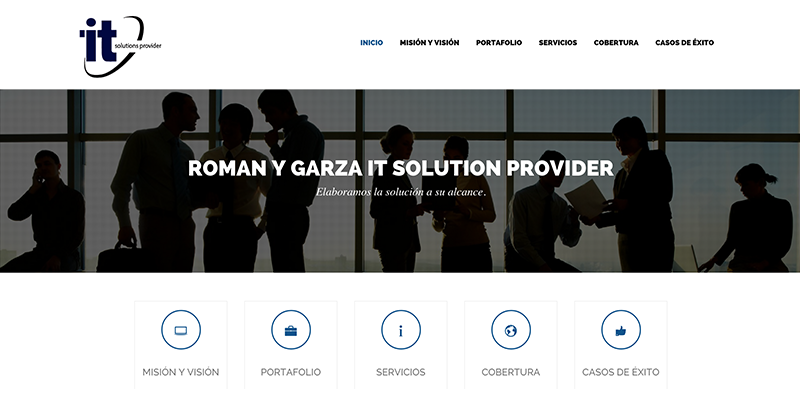 it
solutions provider
INICIO MISIÓN Y VISIÓN PORTAFOLIO SERVICIOS COBERTURA CASOS DE ÉXITO
ROMAN Y GARZA IT SOLUTION PROVIDER
Elaboramos la solución a su alcance.
MISIÓN Y VISIÓN PORTAFOLIO SERVICIOS COBERTURA CASOS DE ÉXITO